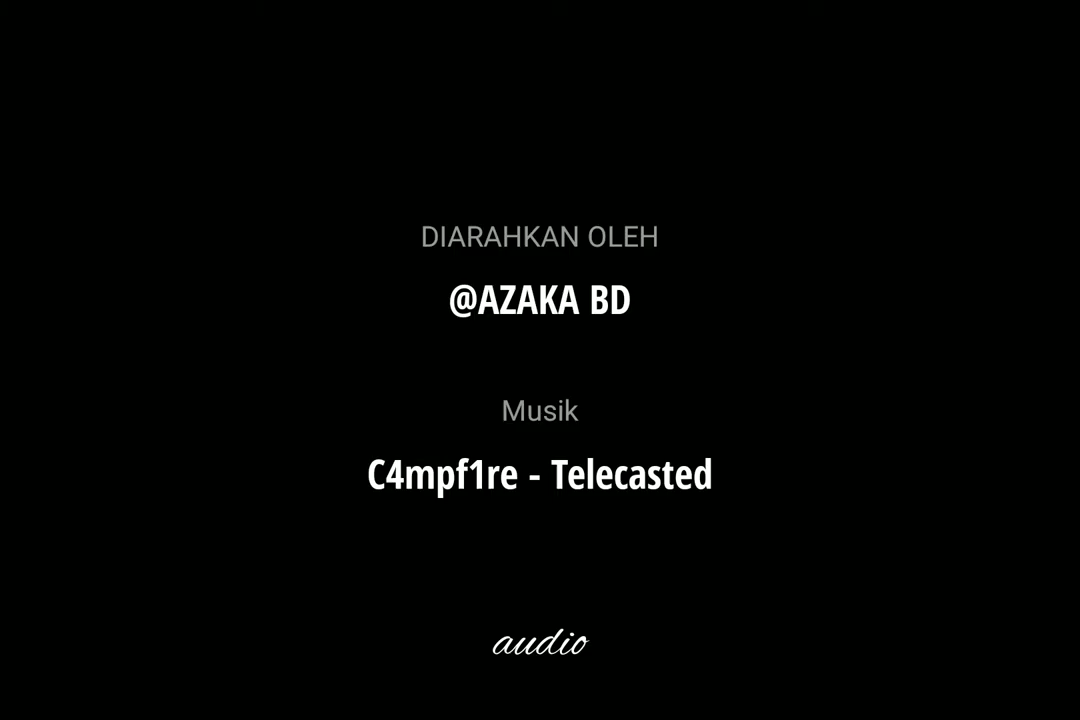 DIARAHKAN OLEH
@AZAKA BD
Musik
C4mpf1re - Telecasted
audio